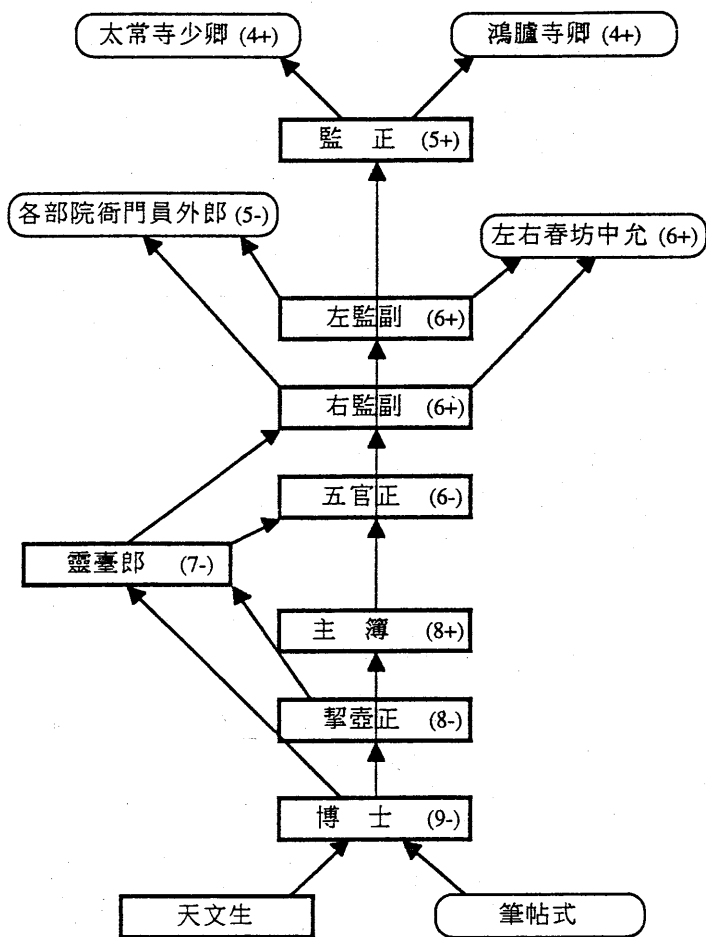 太常寺少卿 (4+)
鴻臚寺卿 (4+)
監 正 (5+)
各部院衙門員外郎 (5-)
左右春坊中允 (6+)
左監副 (6+)
右監副 (6+)
五官正 (6-)
靈臺郎 (7-)
主 簿 (8+)
挈壺正 (8-)
博 士 (9-)
天文生
筆帖式